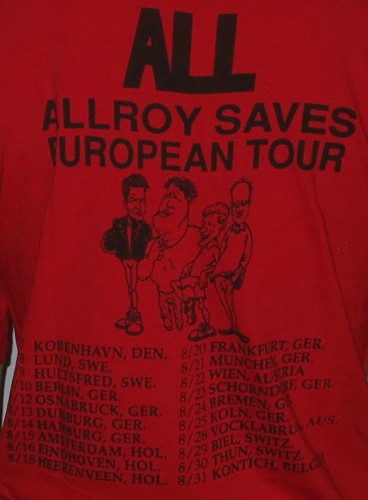 ALL
ALLROY SAVES
EUROPEAN TOUR
KOBENHAVN, DEN.
8 LUND, SWE.
9 HULTSFRED, SWE.
10 BERLIN, GER.
12 OSNABRUCK, GER.
8/13 DUISBURG, GER.
8/14 HAMBURG, GER.
8/15 AMSTERDAM, HOL.
8/16 EINDHOVEN, HOL.
8/18 HEERENVEEN, HOL.
8/20 FRANKFURT, GER.
8/21 MUNCHEN, GER.
8/22 WIEN, AUSTRIA
8/23 SCHORNDORF, GER.
8/24 BREMEN, G
8/25 KOLN, GER.
8/28 VOCKLABRUK, AUS.
8/29 BIEL, SWITZ.
8/30 THUN, SWITZ.
8/31 KONTICH, BELG